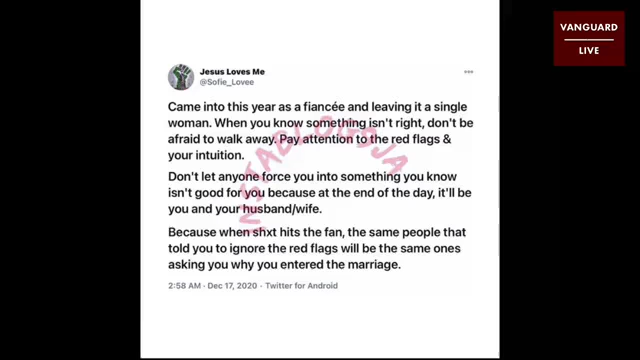 VANGUARD
LIVE
Jesus Loves Me
@Sofie_Lovee
Came into this year as a fiancée and leaving it a single
woman. When you know something isn't right, don't be
afraid to walk away. Pay attention to the red flags &
your intuition.
Don't let anyone force you into something you know
isn't good for you because at the end of the day, it'll be
you and your husband/wife.
Because when shxt hits the fan, the same people that
told you to ignore the red flags will be the same ones
asking you why you entered the marriage.
2:58 AM · Dec 17, 2020 · Twitter for Android
INSTABLOG9JA